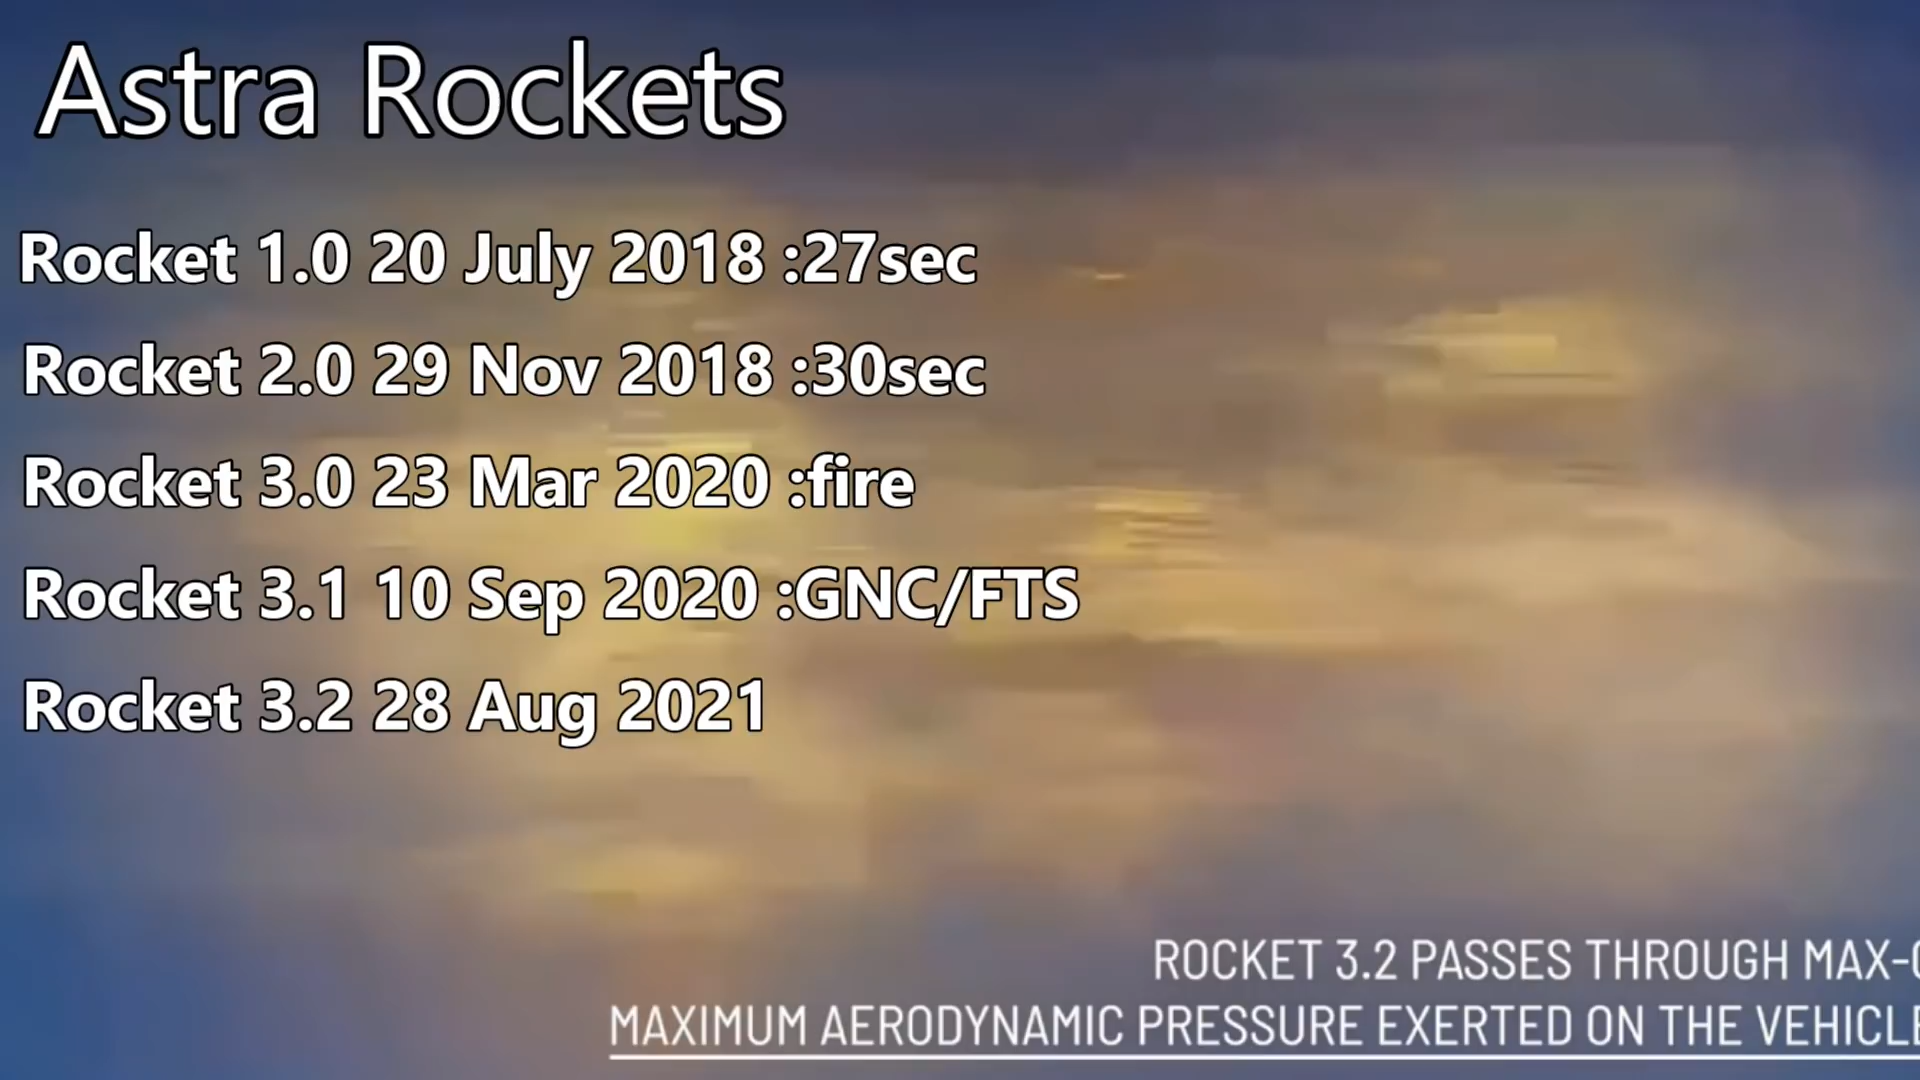 Astra Rockets
Rocket 1.0 20 July 2018 :27sec
Rocket 2.0 29 Nov 2018 :30sec
Rocket 3.0 23 Mar 2020 :fire
Rocket 3.1 10 Sep 2020 :GNC/FTS
Rocket 3.2 28 Aug 2021
ROCKET 3.2 PASSES THROUGH
MAXIMUM AERODYNAMIC PRESSURE EXERTED ON THE VEHICLE